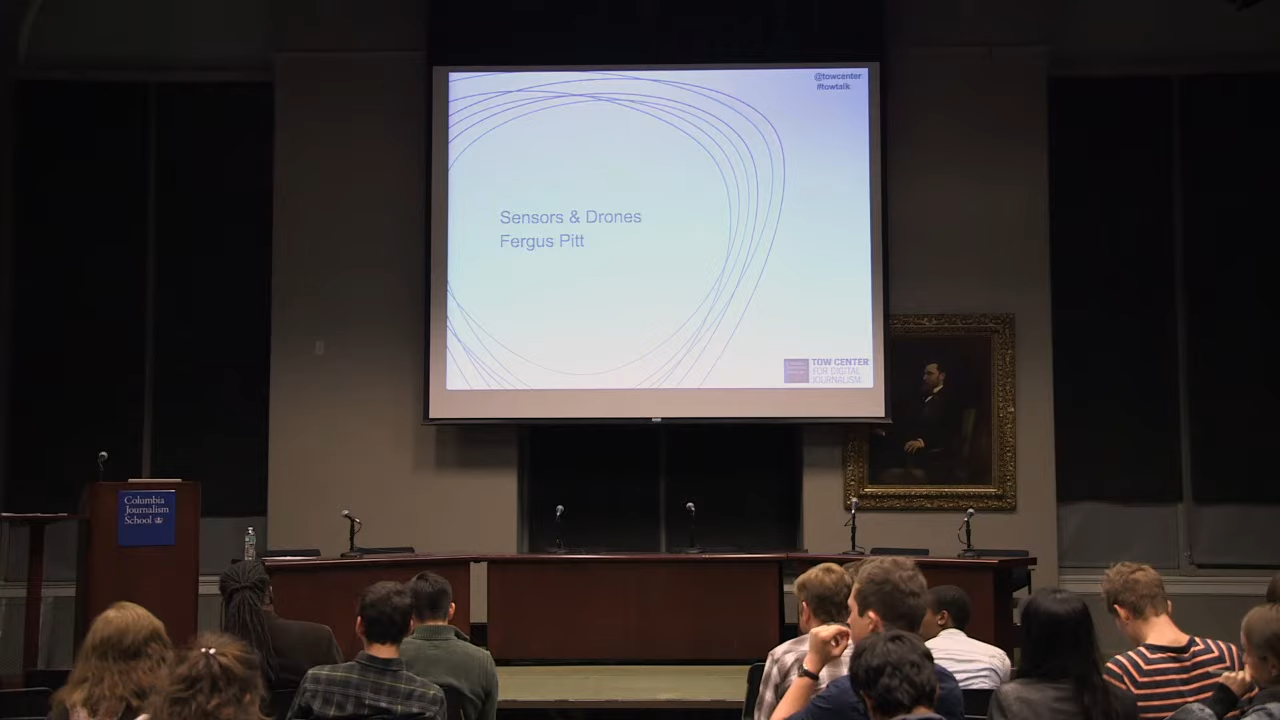 @towcenter
#towtalk
Sensors & Drones
Fergus Pitt
TOW CENTER
FOR DIGITAL
JOURNALISM
Columbia
Journalism
School